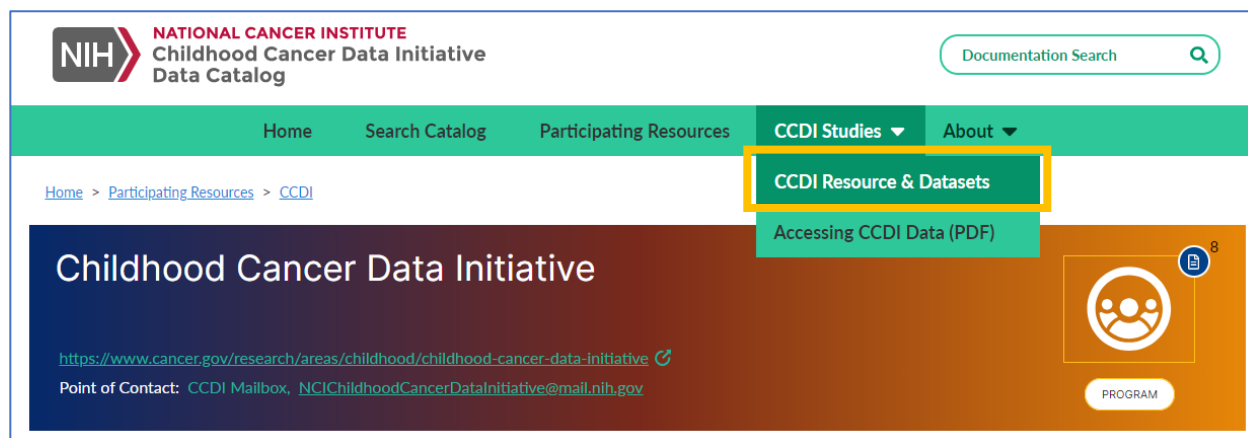 NIH
NATIONAL CANCER INSTITUTE
Childhood Cancer Data Initiative
Data Catalog
Documentation Search
Home Search Catalog Participating Resources CCDI Studies About
CCDI Resource & Datasets
Accessing CCDI Data (PDF)
Home > Participating Resources > CCDI
Childhood Cancer Data Initiative
8
https://www.cancer.gov/research/areas/childhood/childhood-cancer-data-initiative
Point of Contact: CCDI Mailbox, NCIChildhoodCancerDataInitiative@mail.nih.gov
PROGRAM